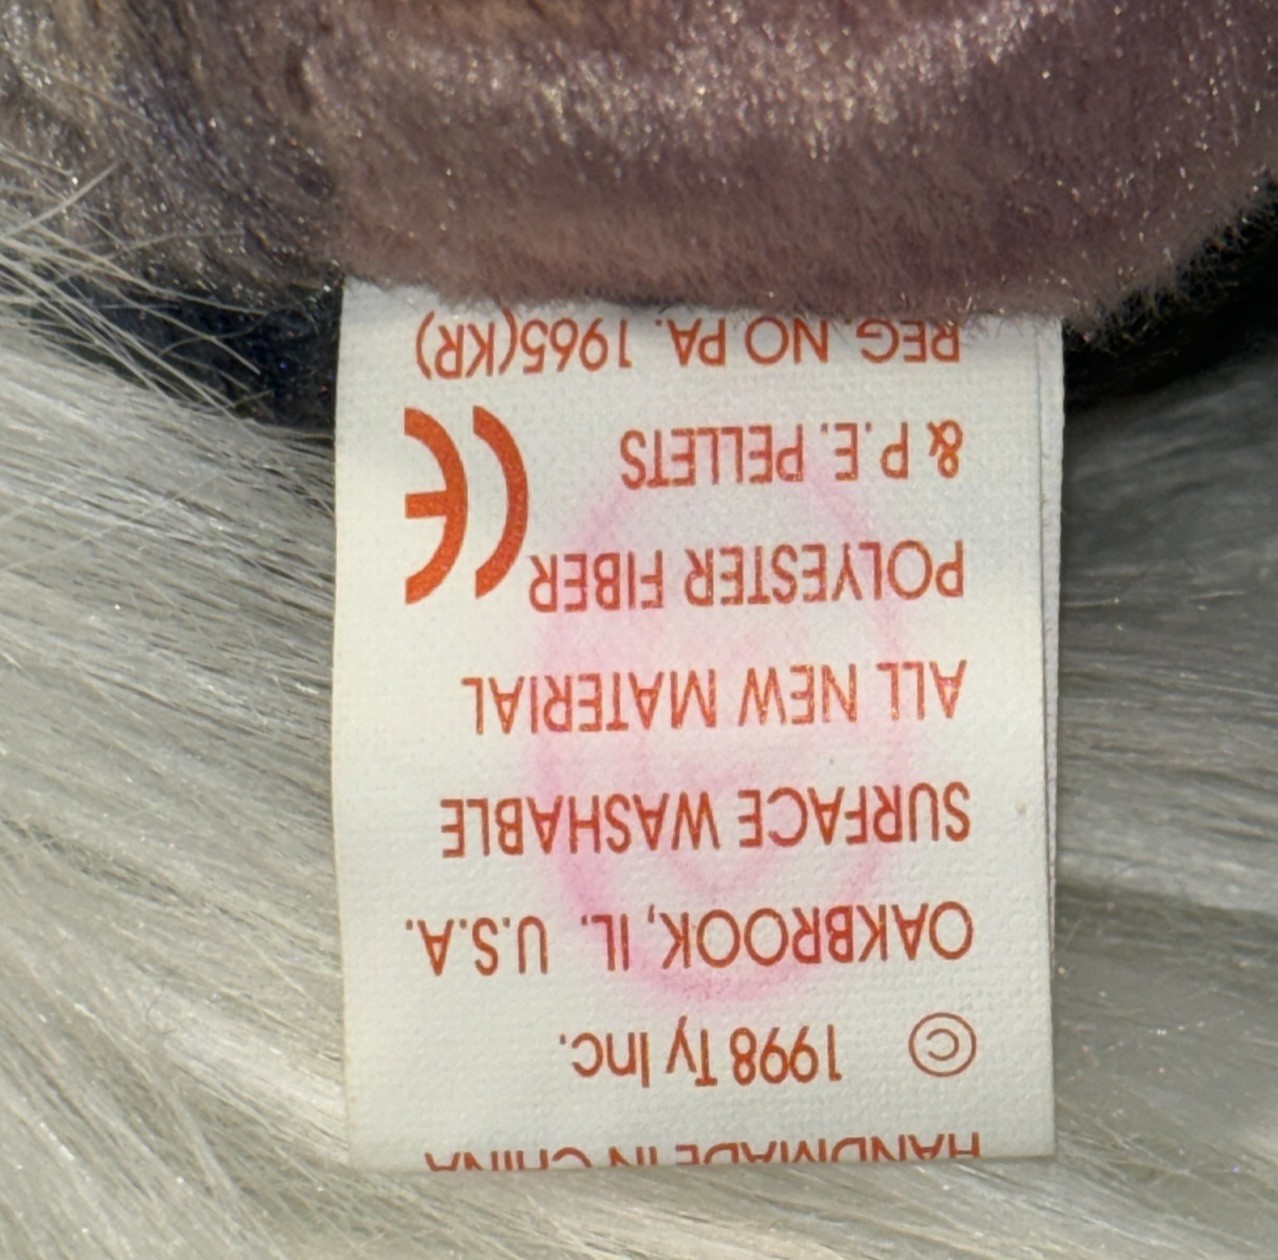 HANDMADE IN CHINA
© 1998 Ty Inc.
OAKBROOK, IL. U.S.A.
SURFACE WASHABLE
ALL NEW MATERIAL
POLYESTER FIBER
& P.E. PELLETS CE
REG. NO PA. 1965(KR)